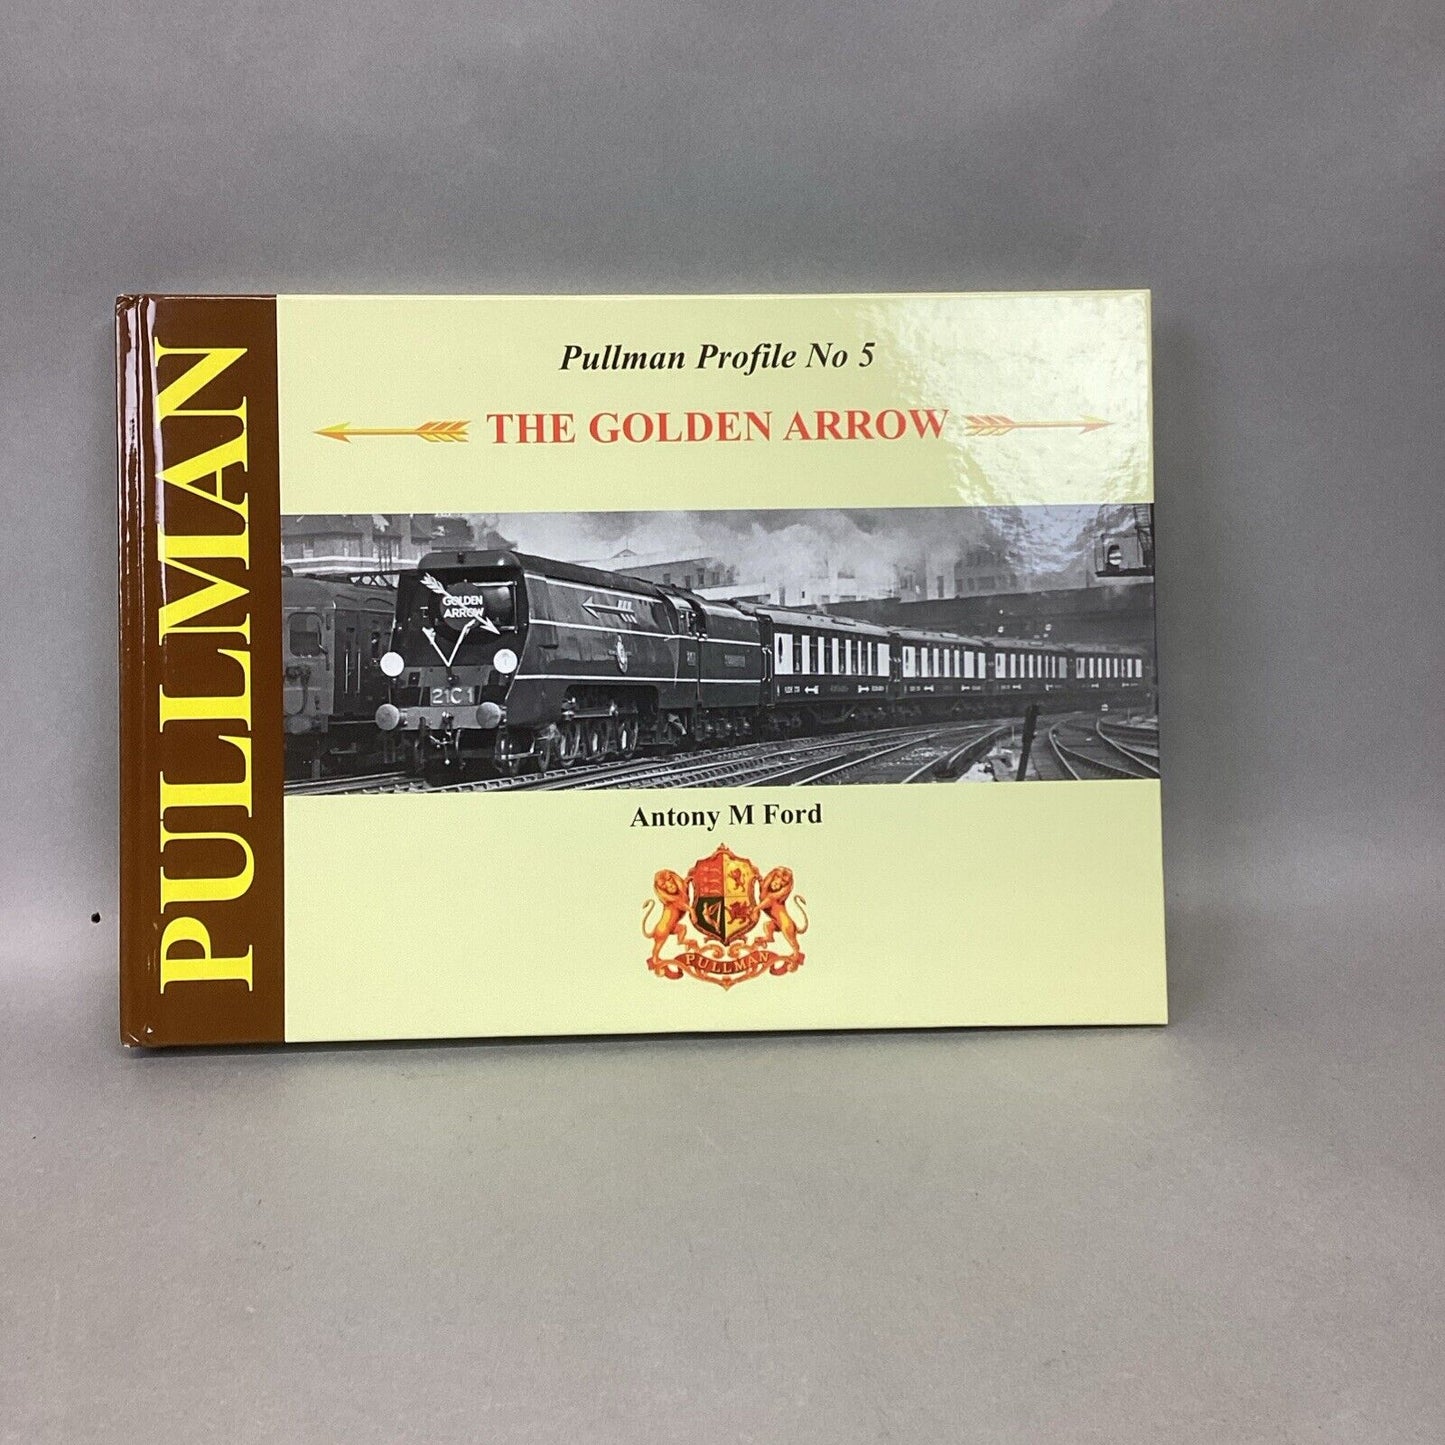 PULLMAN
Pullman Profile No 5
THE GOLDEN ARROW
GOLDEN
ARROW
21C1
Antony M Ford
PULLMAN